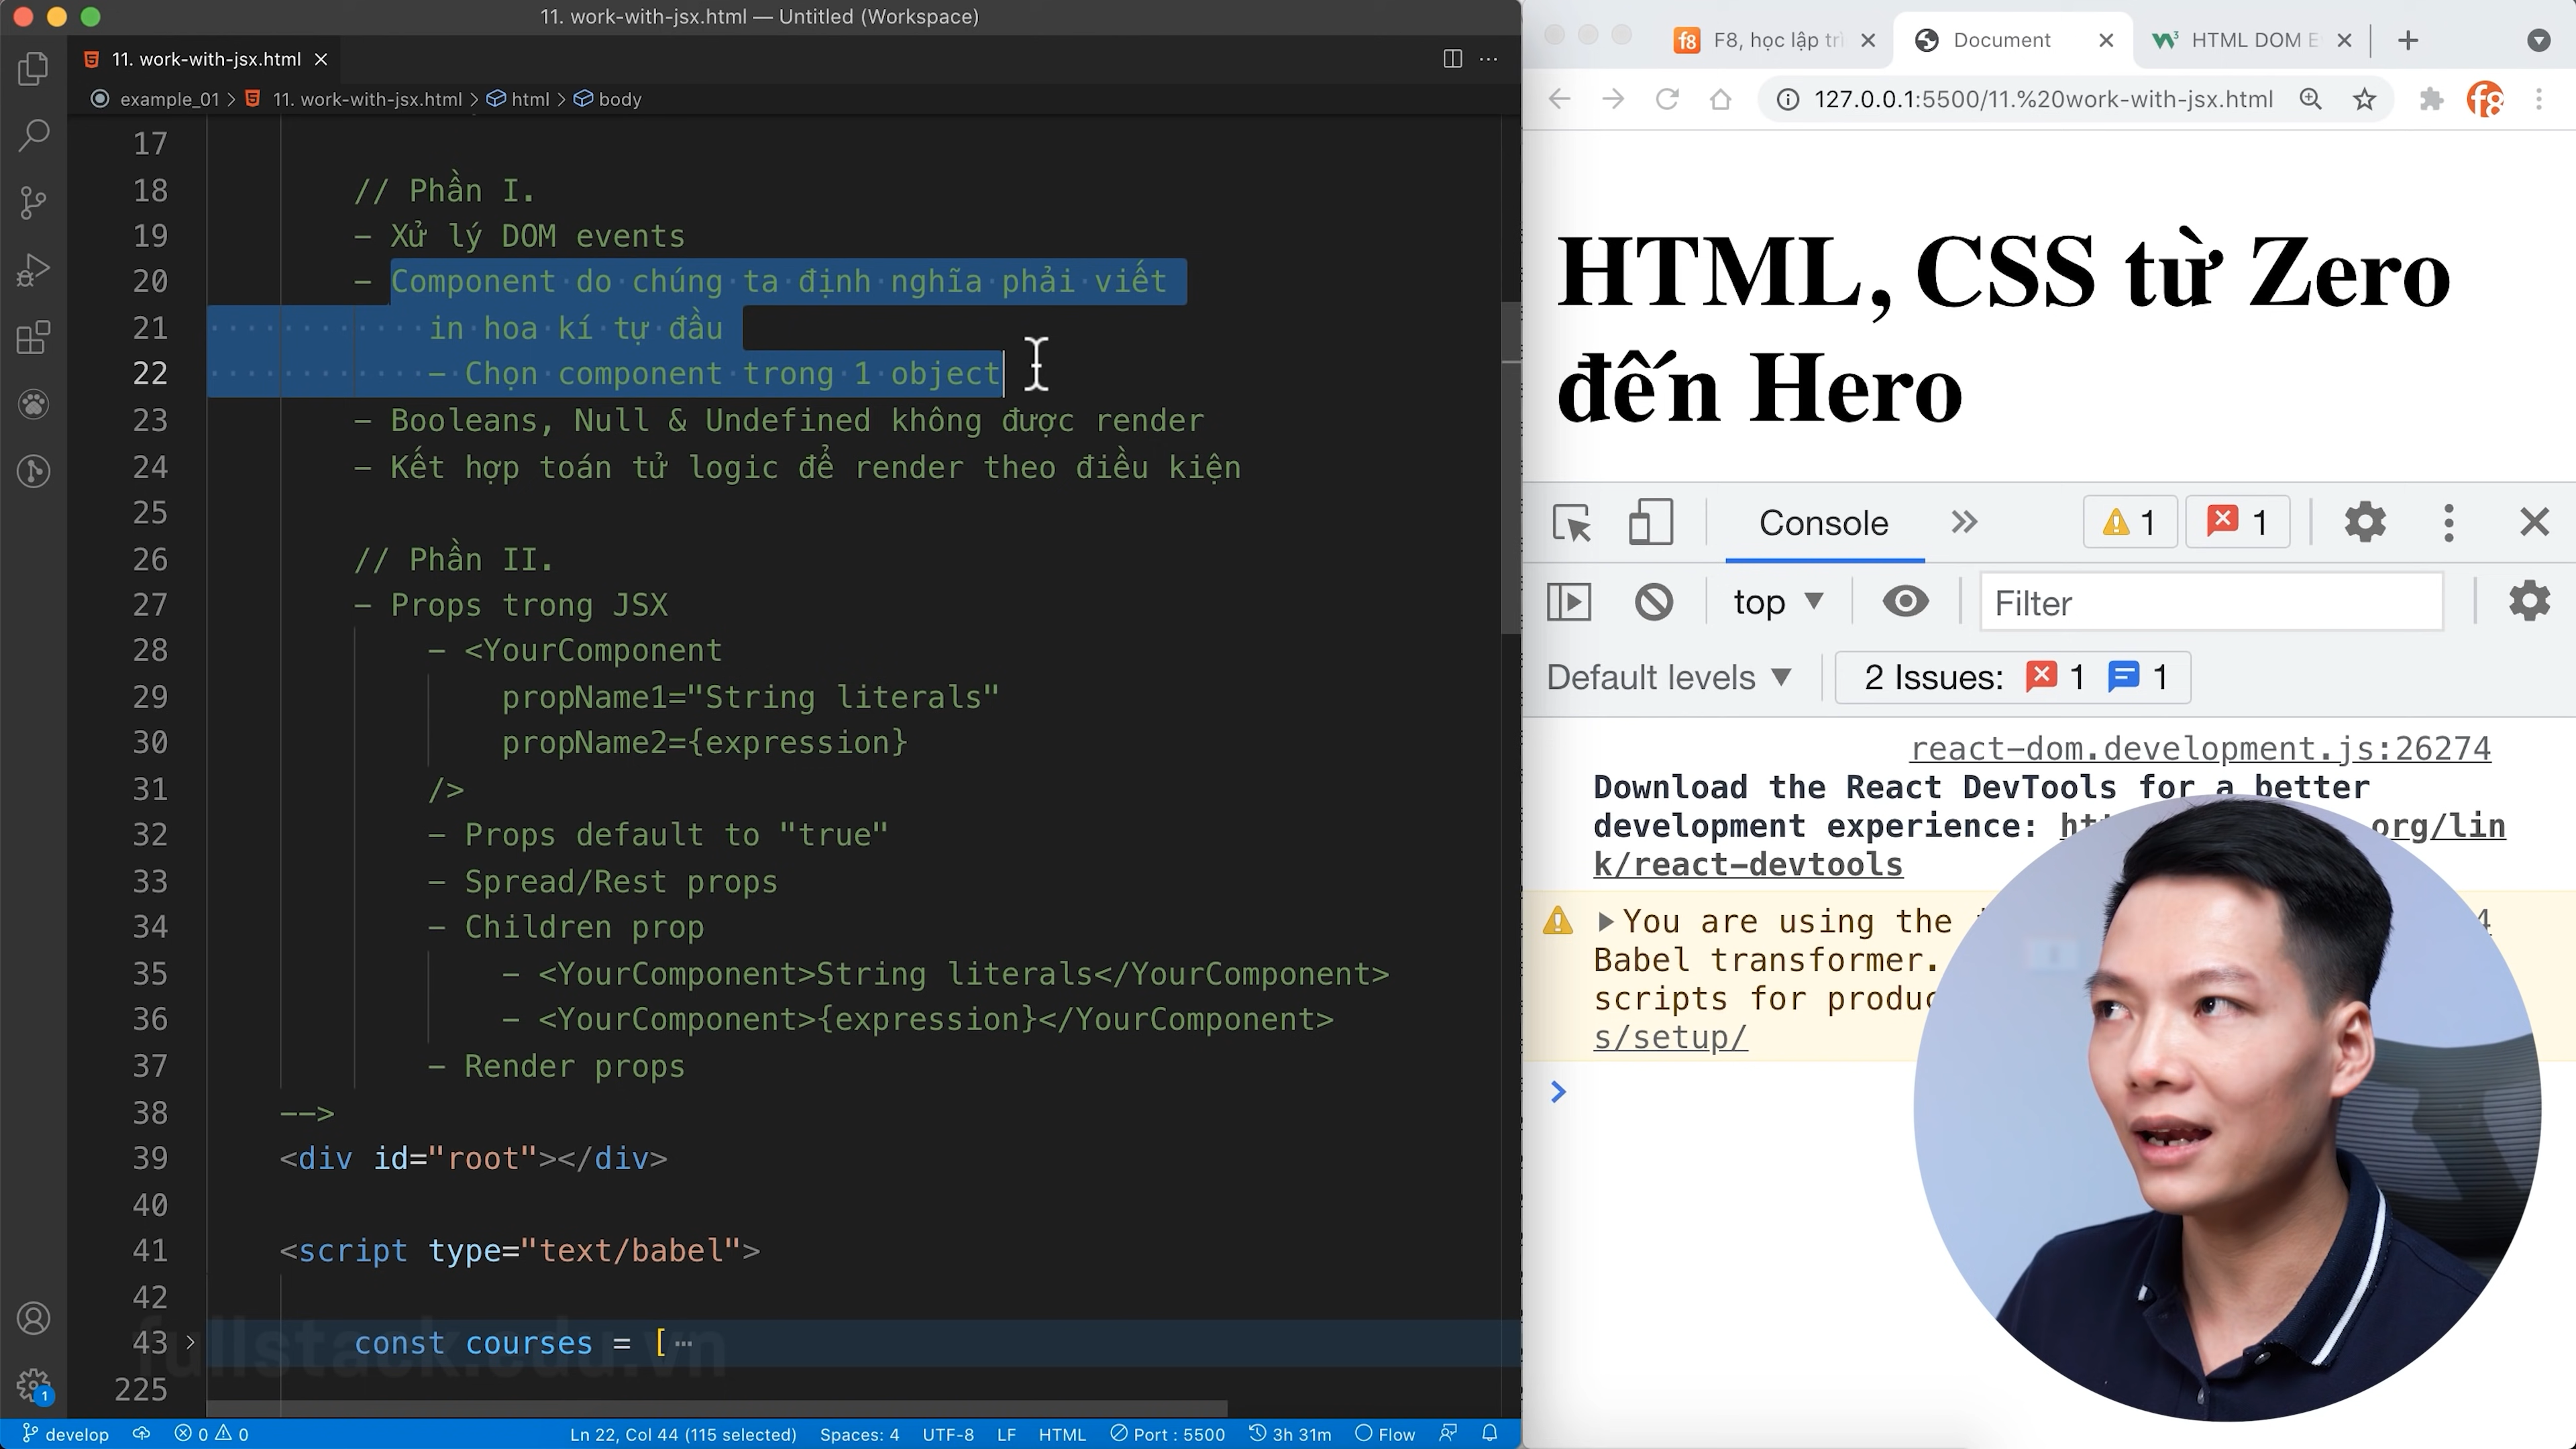 11. work-with-jsx.html — Untitled (Workspace)
11. work-with-jsx.html
example_01 > 11. work-with-jsx.html > html > body
17
18 // Phần I.
19 - Xử lý DOM events
20 - Component do chúng ta định nghĩa phải viết
21 in hoa kí tự đầu
22 - Chọn component trong 1 object
23 - Booleans, Null & Undefined không được render
24 - Kết hợp toán tử logic để render theo điều kiện
25
26 // Phần II.
27 - Props trong JSX
28 - <YourComponent
29 propName1="String literals"
30 propName2={expression}
31 />
32 - Props default to "true"
33 - Spread/Rest props
34 - Children prop
35 - <YourComponent>String literals</YourComponent>
36 - <YourComponent>{expression}</YourComponent>
37 - Render props
38 -->
39 <div id="root"></div>
40
41 <script type="text/babel">
42
43 const courses = [ ⋯
225
fullstack.edu.vn
develop 0 0 Ln 22, Col 44 (115 selected) Spaces: 4 UTF-8 LF HTML Port : 5500 3h 31m Flow
1
f8 F8, học lập trì
Document
HTML DOM E
127.0.0.1:5500/11.%20work-with-jsx.html
f8
HTML, CSS từ Zero
đến Hero
Console 1 1
top Filter
Default levels 2 Issues: 1 1
react-dom.development.js:26274
Download the React DevTools for a better
development experience: org/lin
k/react-devtools
You are using the
Babel transformer.
scripts for
s/setup/